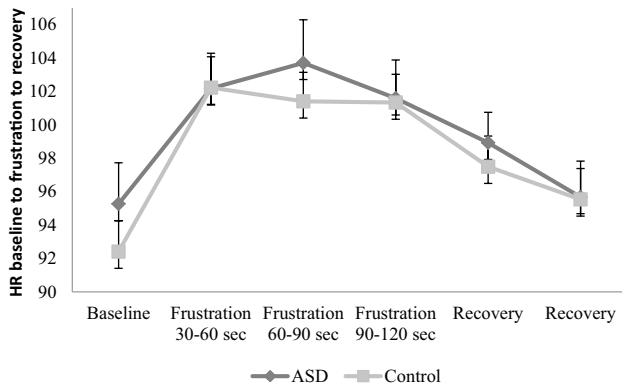 HR baseline to frustration to recovery
106
104
102
100
98
96
94
92
90
Baseline
Frustration
30-60 sec
Frustration
60-90 sec
Frustration
90-120 sec
Recovery
Recovery
ASD
Control